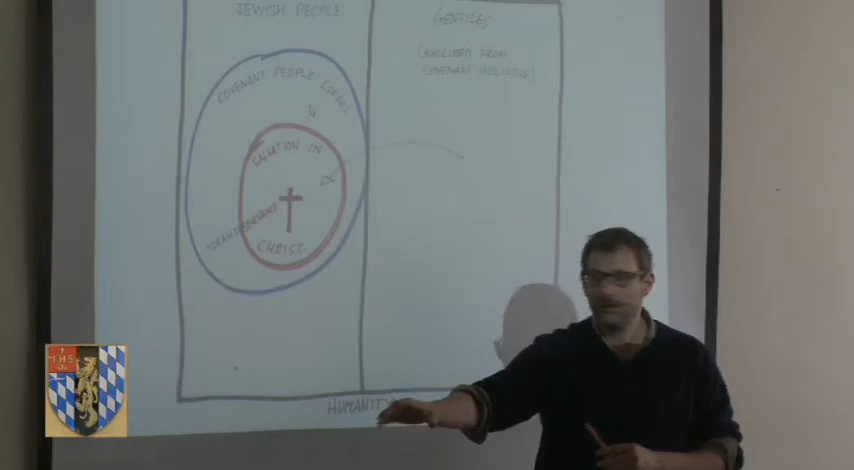 JEWISH PEOPLE
GENTILES
(EXCLUDED FROM
COVENANT HOLINESS)
COVENANT PEOPLE ISRAEL
SALVATION IN
CHRIST
HUMANITY
IHS